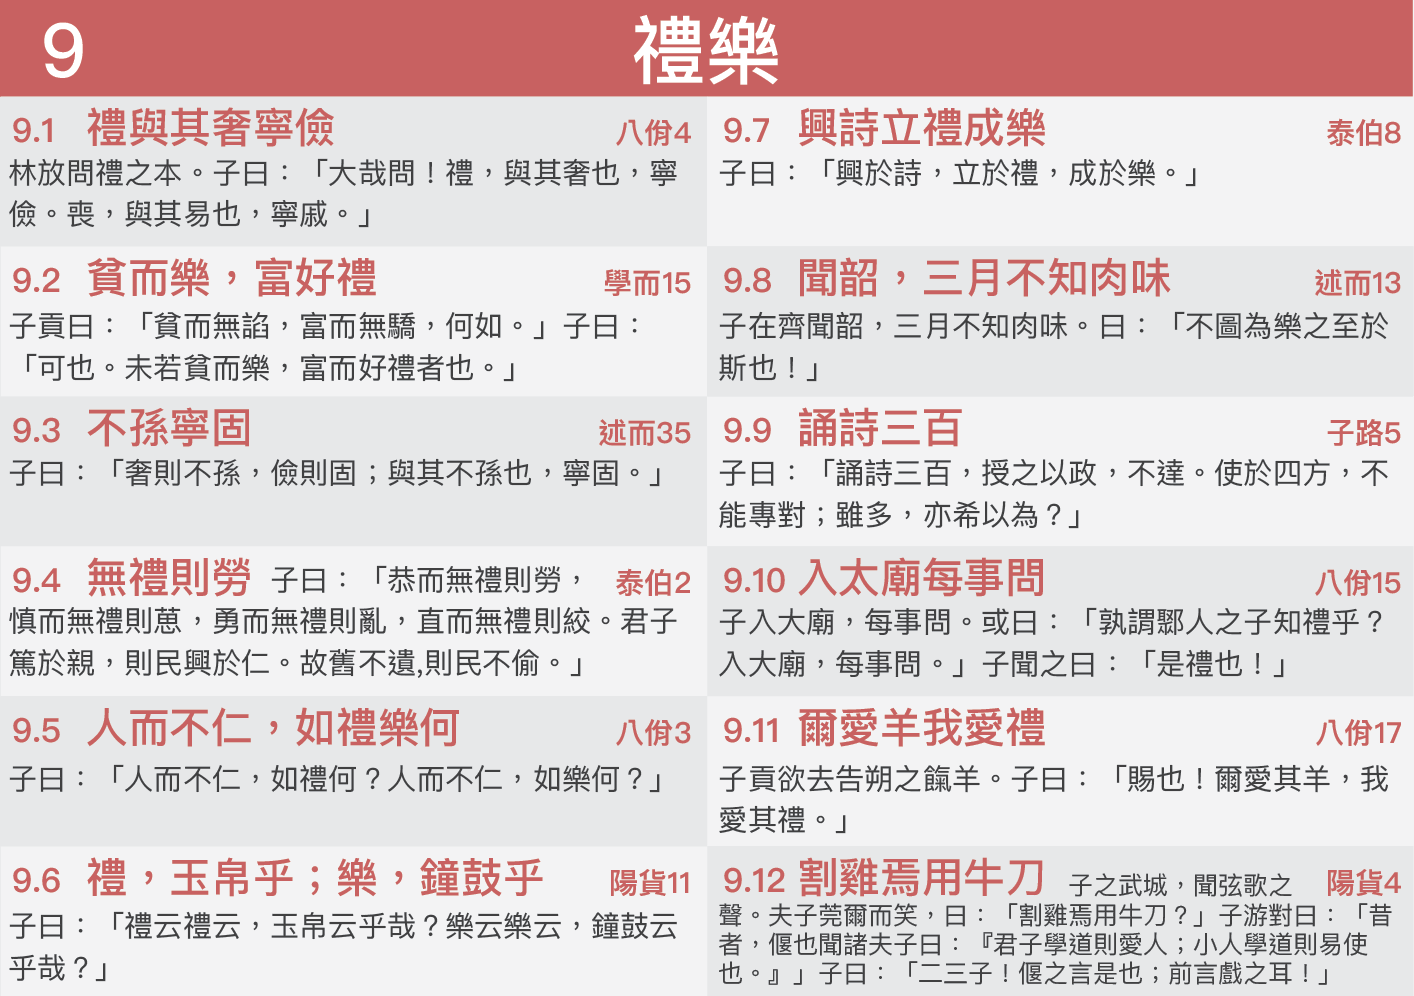 9
禮樂
9.1 禮與其奢寧儉 八佾4
林放問禮之本。子曰：「大哉問！禮，與其奢也，寧
儉。喪，與其易也，寧戚。」
9.2 貧而樂，富好禮 學而15
子貢曰：「貧而無諂，富而無驕，何如。」子曰：
「可也。未若貧而樂，富而好禮者也。」
9.3 不孫寧固 述而35
子曰：「奢則不孫，儉則固；與其不孫也，寧固。」
9.4 無禮則勞 子曰：「恭而無禮則勞， 泰伯2
慎而無禮則葸，勇而無禮則亂，直而無禮則絞。君子
篤於親，則民興於仁。故舊不遺,則民不偷。」
9.5 人而不仁，如禮樂何 八佾3
子曰：「人而不仁，如禮何？人而不仁，如樂何？」
9.6 禮，玉帛乎；樂，鐘鼓乎 陽貨11
子曰：「禮云禮云，玉帛云乎哉？樂云樂云，鐘鼓云
乎哉？」
9.7 興詩立禮成樂 泰伯8
子曰：「興於詩，立於禮，成於樂。」
9.8 聞韶，三月不知肉味 述而13
子在齊聞韶，三月不知肉味。曰：「不圖為樂之至於
斯也！」
9.9 誦詩三百 子路5
子曰：「誦詩三百，授之以政，不達。使於四方，不
能專對；雖多，亦希以為？」
9.10 入太廟每事問 八佾15
子入大廟，每事問。或曰：「孰謂鄹人之子知禮乎？
入大廟，每事問。」子聞之曰：「是禮也！」
9.11 爾愛羊我愛禮 八佾17
子貢欲去告朔之餼羊。子曰：「賜也！爾愛其羊，我
愛其禮。」
9.12 割雞焉用牛刀 子之武城，聞弦歌之 陽貨4
聲。夫子莞爾而笑，曰：「割雞焉用牛刀？」子游對曰：「昔
者，偃也聞諸夫子曰：『君子學道則愛人；小人學道則易使
也。』」子曰：「二三子！偃之言是也；前言戲之耳！」